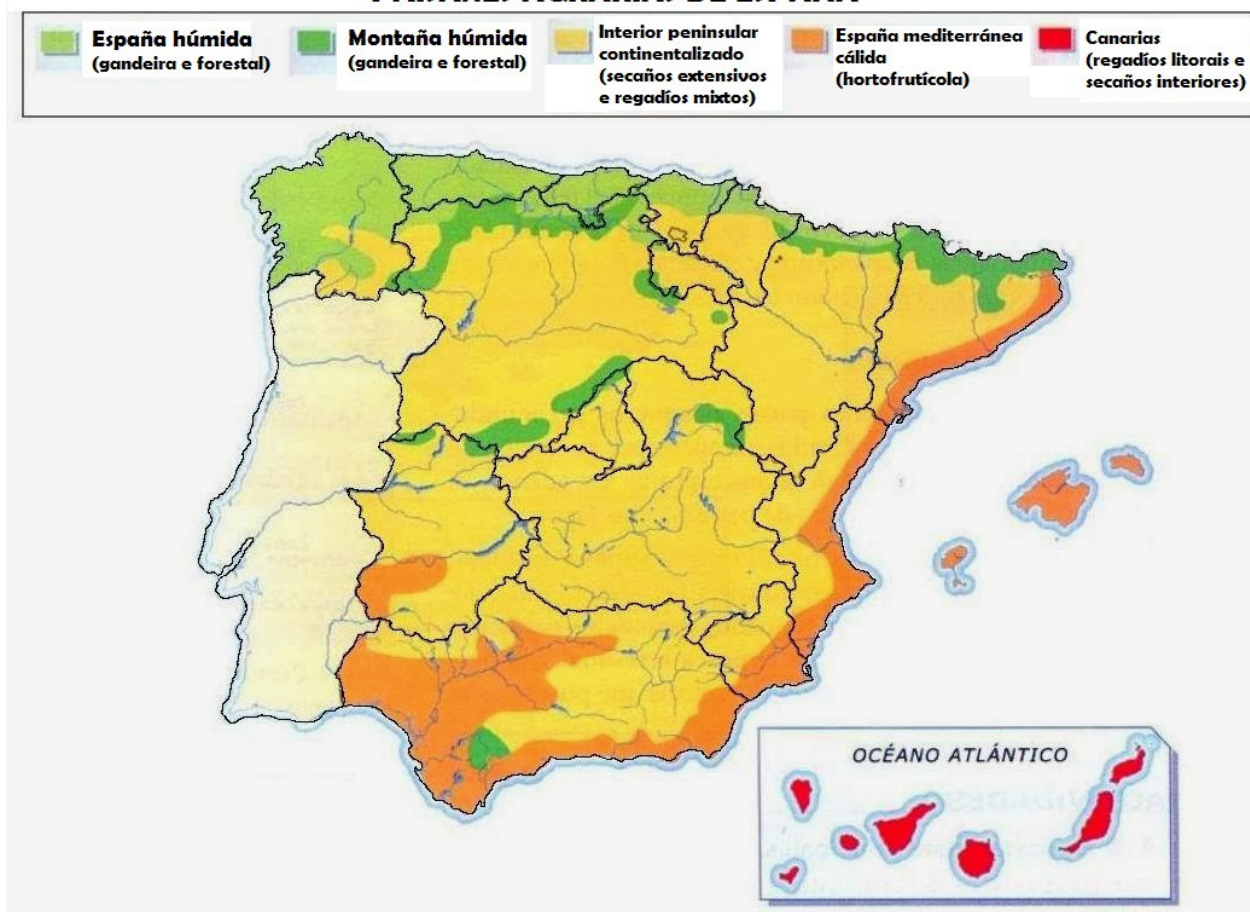 España húmida
(gandeira e forestal)
Montaña húmida
(gandeira e forestal)
Interior peninsular
continentalizado
(secaños extensivos
e regadíos mixtos)
España mediterránea
cálida
(hortofrutícola)
Canarias
(regadíos litorais e
secaños interiores)
OCÉANO ATLÁNTICO